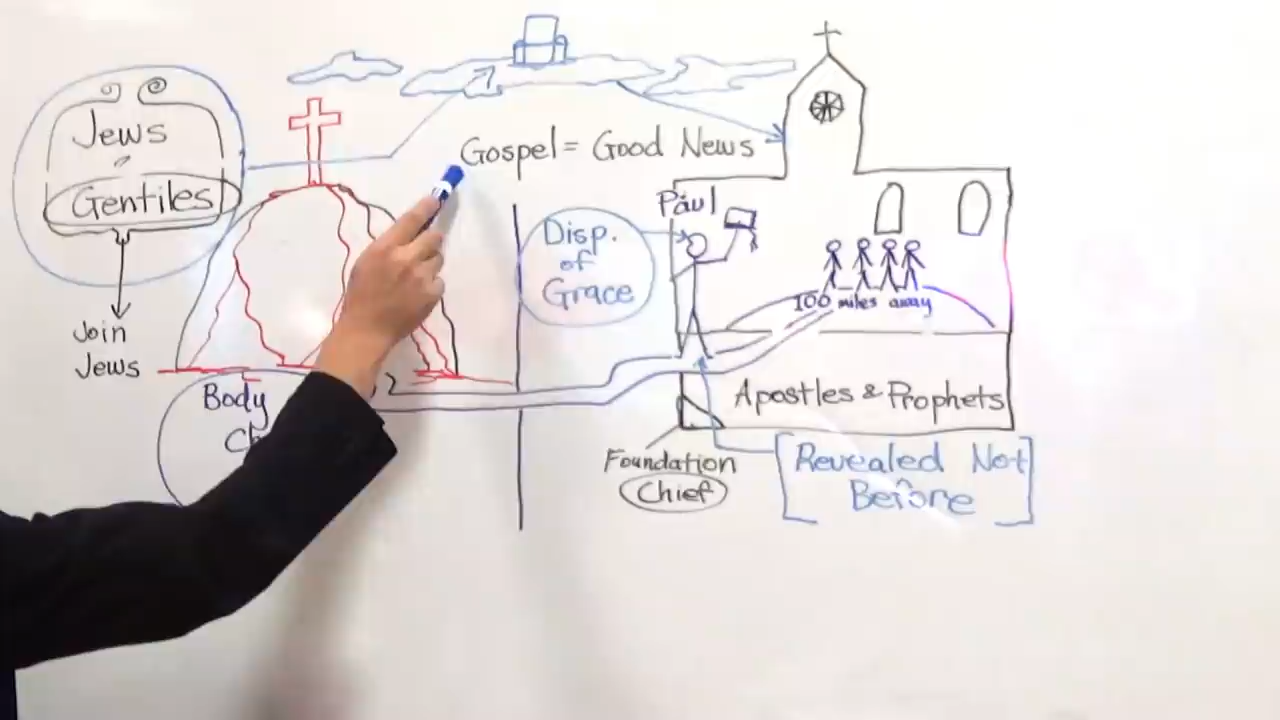 Jews
Gentiles
Join
Jews
Gospel = Good News
Paul
Disp.
of
Grace
100 miles away
Body
Apostles & Prophets
Foundation
Chief
Revealed Not
Before